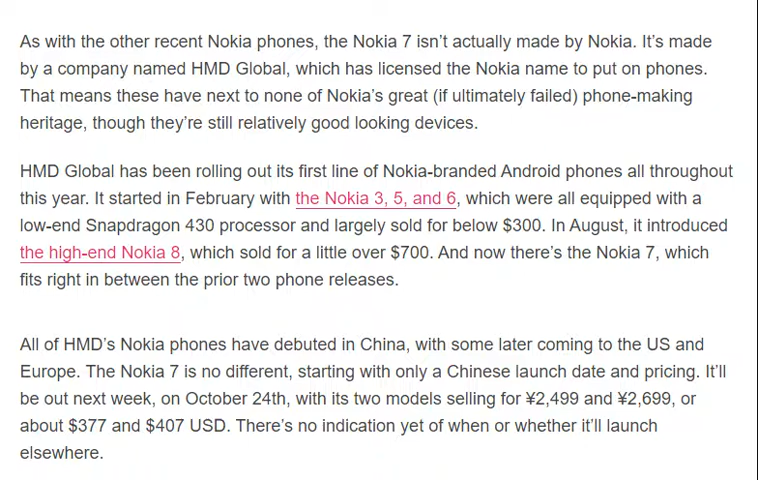 As with the other recent Nokia phones, the Nokia 7 isn’t actually made by Nokia. It’s made
by a company named HMD Global, which has licensed the Nokia name to put on phones.
That means these have next to none of Nokia’s great (if ultimately failed) phone-making
heritage, though they’re still relatively good looking devices.
HMD Global has been rolling out its first line of Nokia-branded Android phones all throughout
this year. It started in February with the Nokia 3, 5, and 6, which were all equipped with a
low-end Snapdragon 430 processor and largely sold for below $300. In August, it introduced
the high-end Nokia 8, which sold for a little over $700. And now there’s the Nokia 7, which
fits right in between the prior two phone releases.
All of HMD’s Nokia phones have debuted in China, with some later coming to the US and
Europe. The Nokia 7 is no different, starting with only a Chinese launch date and pricing. It’ll
be out next week, on October 24th, with its two models selling for ¥2,499 and ¥2,699, or
about $377 and $407 USD. There’s no indication yet of when or whether it’ll launch
elsewhere.